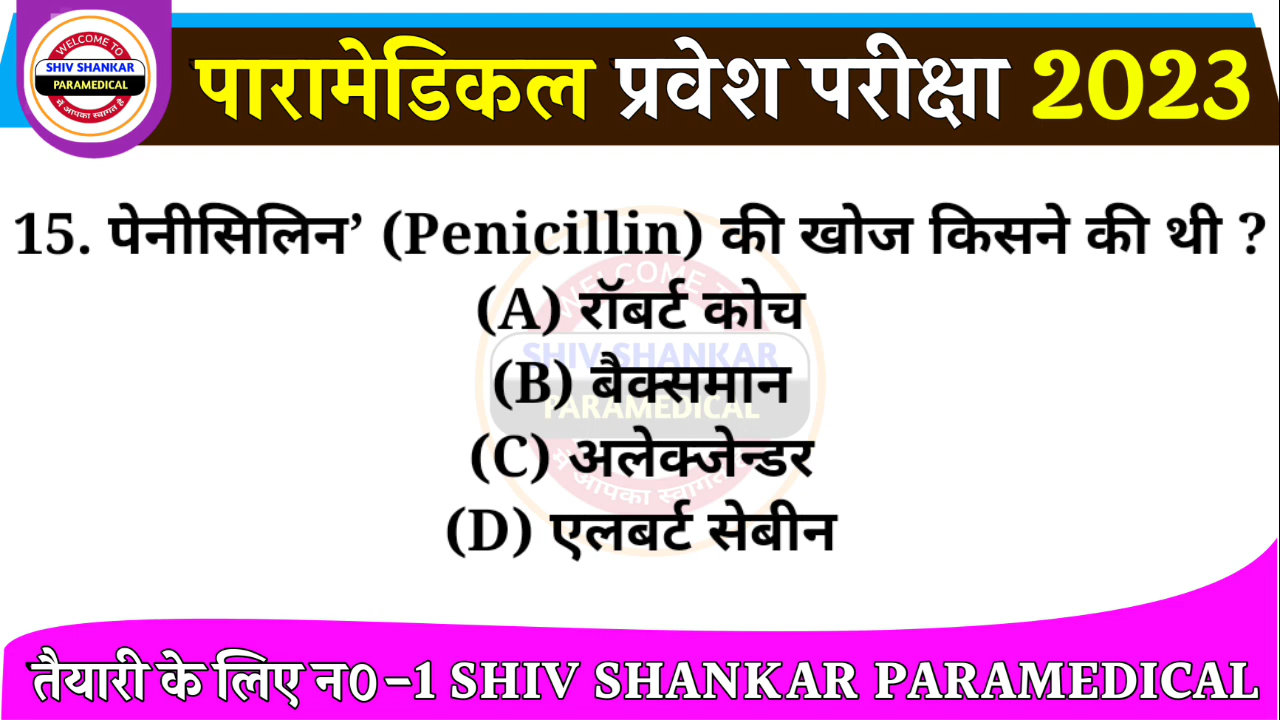 WELCOME TO
SHIV SHANKAR
PARAMEDICAL
में आपका स्वागत है
पारामेडिकल प्रवेश परीक्षा 2023
15. पेनीसिलिन’ (Penicillin) की खोज किसने की थी ?
(A) रॉबर्ट कोच
(B) बैक्समान
(C) अलेक्जेन्डर
(D) एलबर्ट सेबीन
WELCOME TO
SHIV SHANKAR
PARAMEDICAL
में आपका स्वागत
तैयारी के लिए न0-1 SHIV SHANKAR PARAMEDICAL